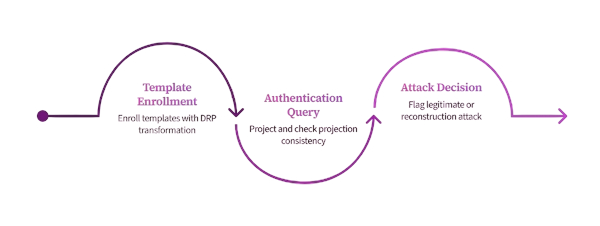 Template
Enrollment
Enroll templates with DRP
transformation
Authentication
Query
Project and check projection
consistency
Attack Decision
Flag legitimate or
reconstruction attack